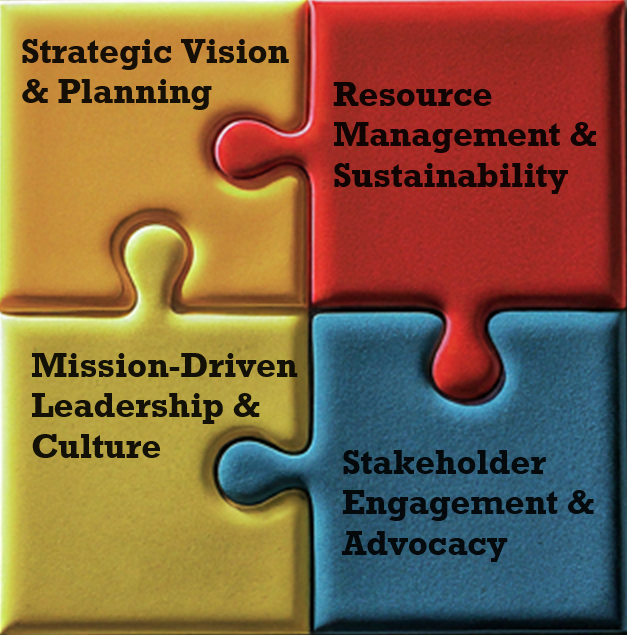 Strategic Vision
& Planning
Resource
Management &
Sustainability
Mission-Driven
Leadership &
Culture
Stakeholder
Engagement &
Advocacy